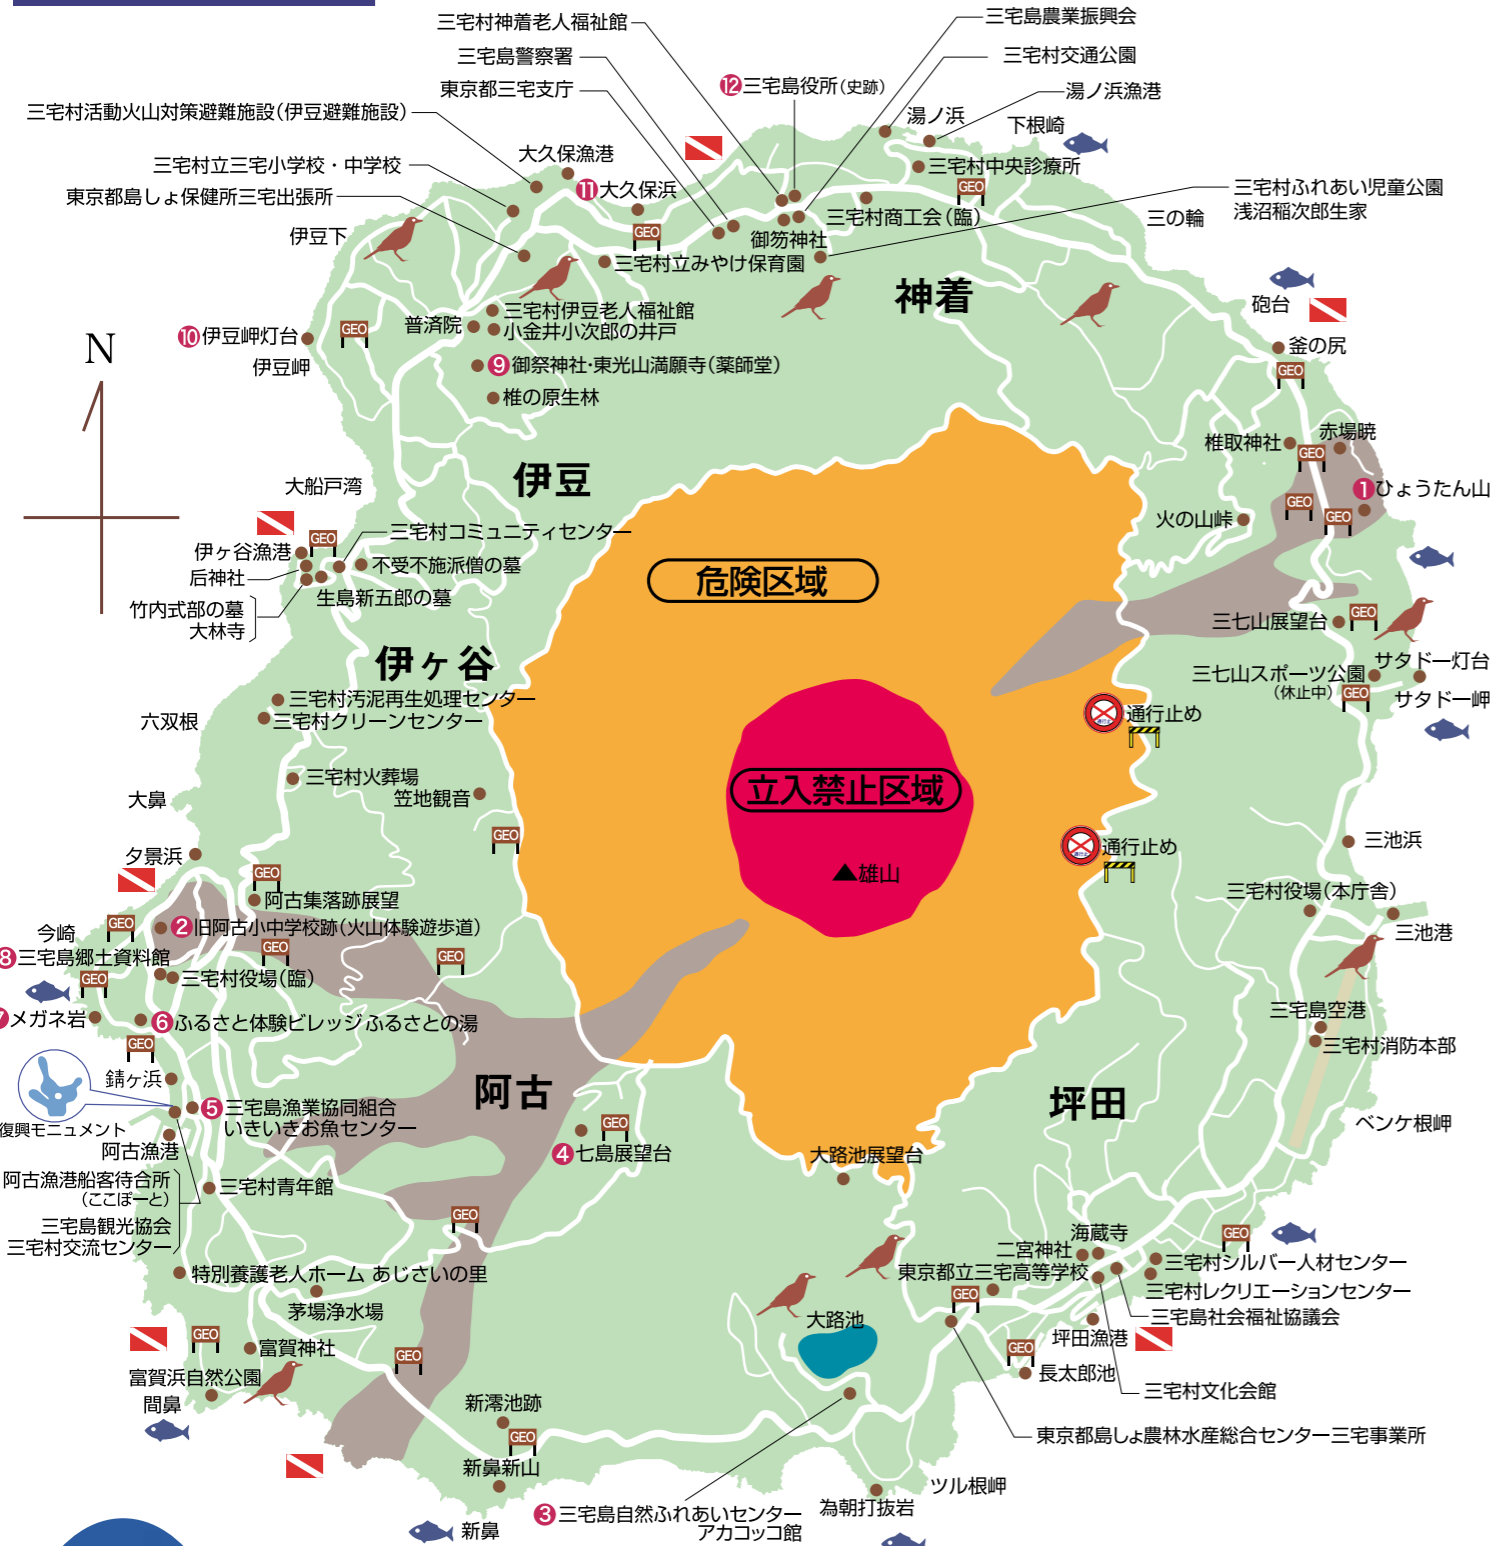 三宅村神着老人福祉館
三宅島農業振興会
三宅島警察署
三宅村交通公園
東京都三宅支庁
⑫三宅島役所(史跡)
湯ノ浜漁港
三宅村活動火山対策避難施設(伊豆避難施設)
湯ノ浜
下根崎
大久保漁港
三宅村立三宅小学校・中学校
三宅村中央診療所
⑪大久保浜
GEO
三宅村ふれあい児童公園
浅沼稲次郎生家
東京都島しょ保健所三宅出張所
三宅村商工会(臨)
三の輪
伊豆下
GEO
御笏神社
三宅村立みやけ保育園
神着
砲台
三宅村伊豆老人福祉館
普済院
小金井小次郎の井戸
N
⑩伊豆岬灯台
GEO
釜の尻
伊豆岬
⑨御祭神社・東光山満願寺(薬師堂)
GEO
椎の原生林
椎取神社
赤場暁
GEO
伊豆
大船戸湾
①ひょうたん山
GEO
火の山峠
GEO
三宅村コミュニティセンター
GEO
伊ヶ谷漁港
不受不施派僧の墓
后神社
危険区域
生島新五郎の墓
竹内式部の墓
大林寺
三七山展望台
GEO
伊ヶ谷
サタドー灯台
三七山スポーツ公園
(休止中)
GEO
サタドー岬
三宅村汚泥再生処理センター
三宅村クリーンセンター
六双根
通行止め
三宅村火葬場
笠地観音
立入禁止区域
大鼻
GEO
三池浜
夕景浜
通行止め
GEO
▲雄山
三宅村役場(本庁舎)
阿古集落跡展望
GEO
②旧阿古小中学校跡(火山体験遊歩道)
今崎
三池港
⑧三宅島郷土資料館
GEO
GEO
三宅村役場(臨)
GEO
三宅島空港
⑦メガネ岩
⑥ふるさと体験ビレッジ ふるさとの湯
三宅村消防本部
GEO
錆ヶ浜
阿古
坪田
⑤三宅島漁業協同組合
いきいきお魚センター
復興モニュメント
GEO
ベンケ根岬
阿古漁港
④七島展望台
大路池展望台
阿古漁港船客待合所
(ここぽーと)
三宅村青年館
三宅島観光協会
三宅村交流センター
GEO
海蔵寺
GEO
二宮神社
三宅村シルバー人材センター
特別養護老人ホーム あじさいの里
東京都立三宅高等学校
三宅村レクリエーションセンター
茅場浄水場
GEO
三宅島社会福祉協議会
大路池
GEO
富賀神社
坪田漁港
GEO
GEO
富賀浜自然公園
長太郎池
間鼻
三宅村文化会館
新澪池跡
GEO
東京都島しょ農林水産総合センター三宅事業所
新鼻新山
ツル根岬
③三宅島自然ふれあいセンター
アカコッコ館
為朝打抜岩
新鼻